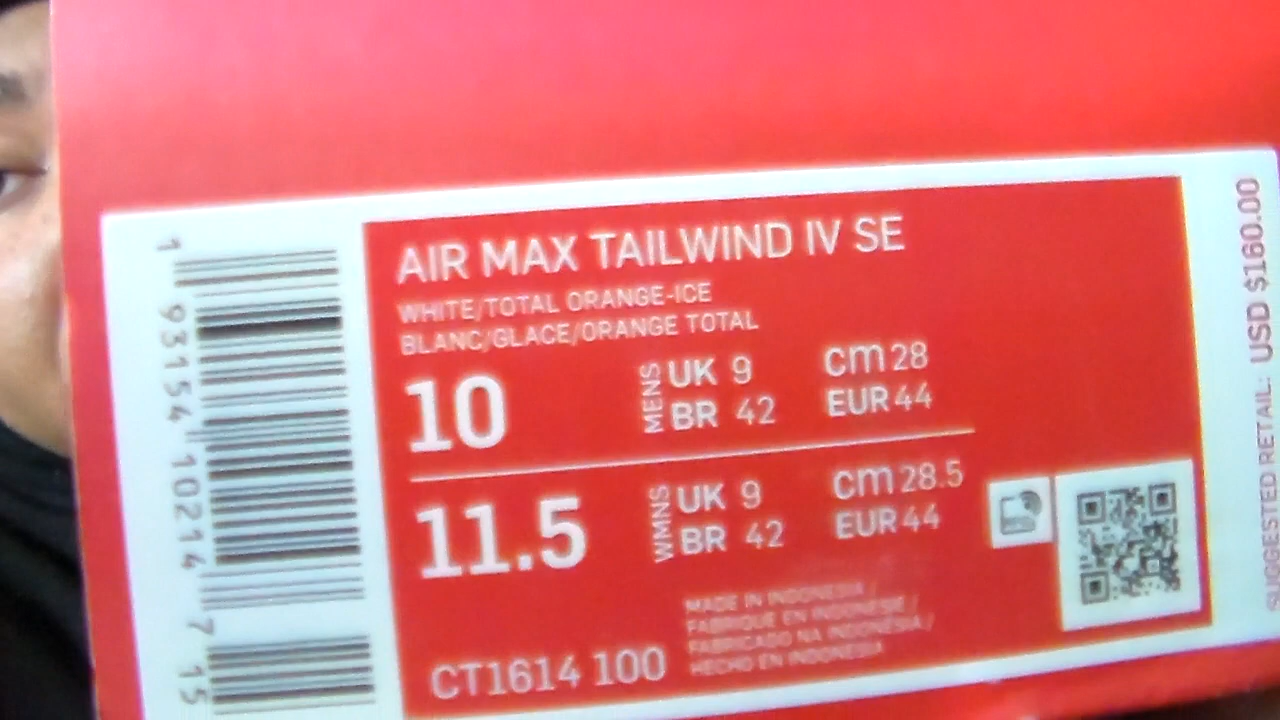 AIR MAX TAILWIND IV SE
WHITE/TOTAL ORANGE-ICE
BLANC/GLACE/ORANGE TOTAL
10
MENS
UK 9
cm 28
BR 42
EUR 44
11.5
WMNS
UK 9
cm 28.5
BR 42
EUR 44
CT1614 100
MADE IN INDONESIA /
FABRIQUE EN INDONESIE /
FABRICADO NA INDONESIA /
HECHO EN INDONESIA
1 93154 10214 7 15
SUGGESTED RETAIL: USD $160.00